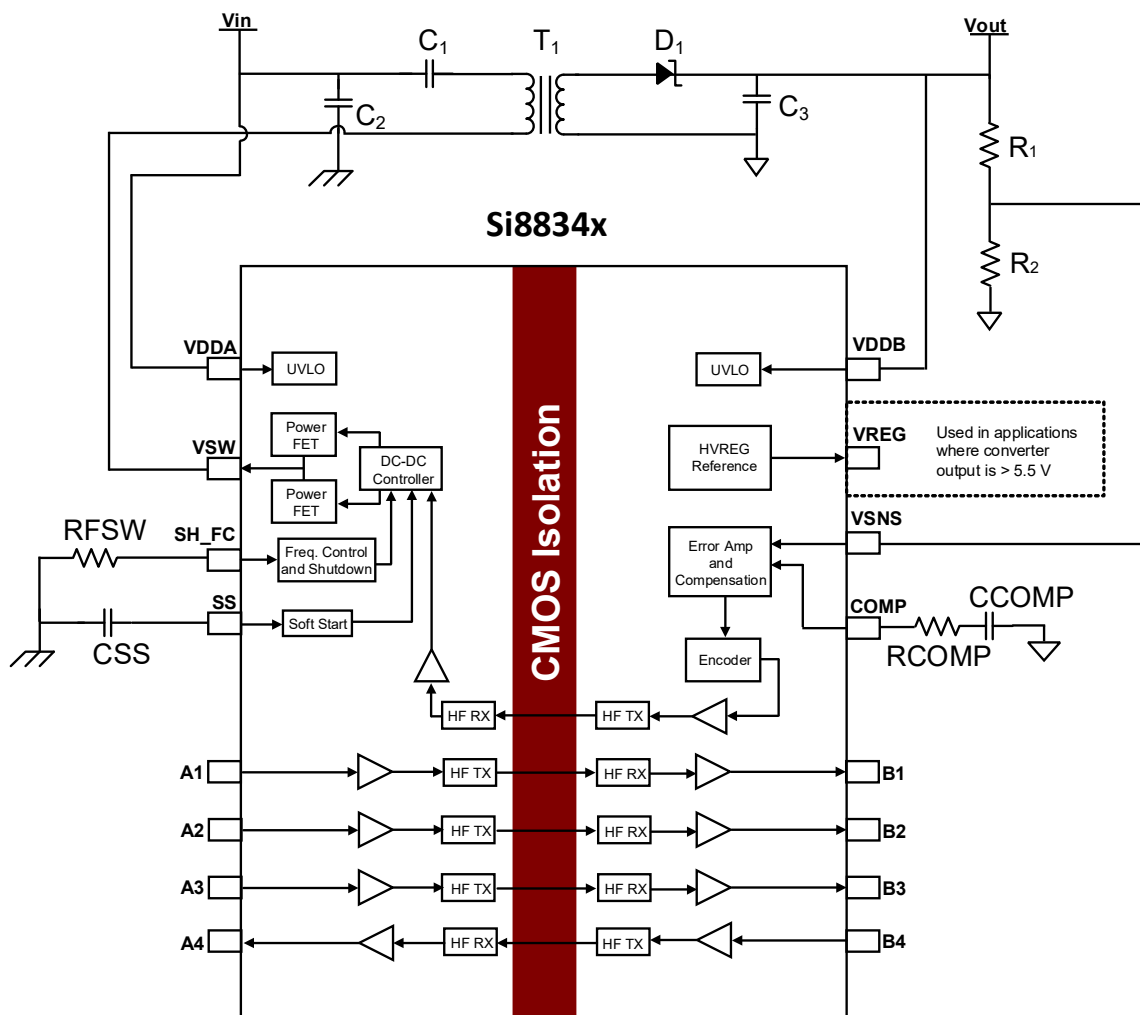 Vin
Vout
C1
T1
D1
C2
C3
R1
Si8834x
R2
VDDA
VDDB
UVLO
UVLO
Power
FET
VREG
Used in applications
where converter
output is > 5.5 V
VSW
DC-DC
Controller
HVREG
Reference
Power
FET
VSNS
RFSW
SH_FC
Freq. Control
and Shutdown
Error Amp
and
Compensation
CMOS Isolation
SS
COMP
CCOMP
Soft Start
CSS
RCOMP
Encoder
HF RX
HF TX
A1
HF TX
HF RX
B1
A2
HF TX
HF RX
B2
A3
HF TX
HF RX
B3
A4
HF RX
HF TX
B4